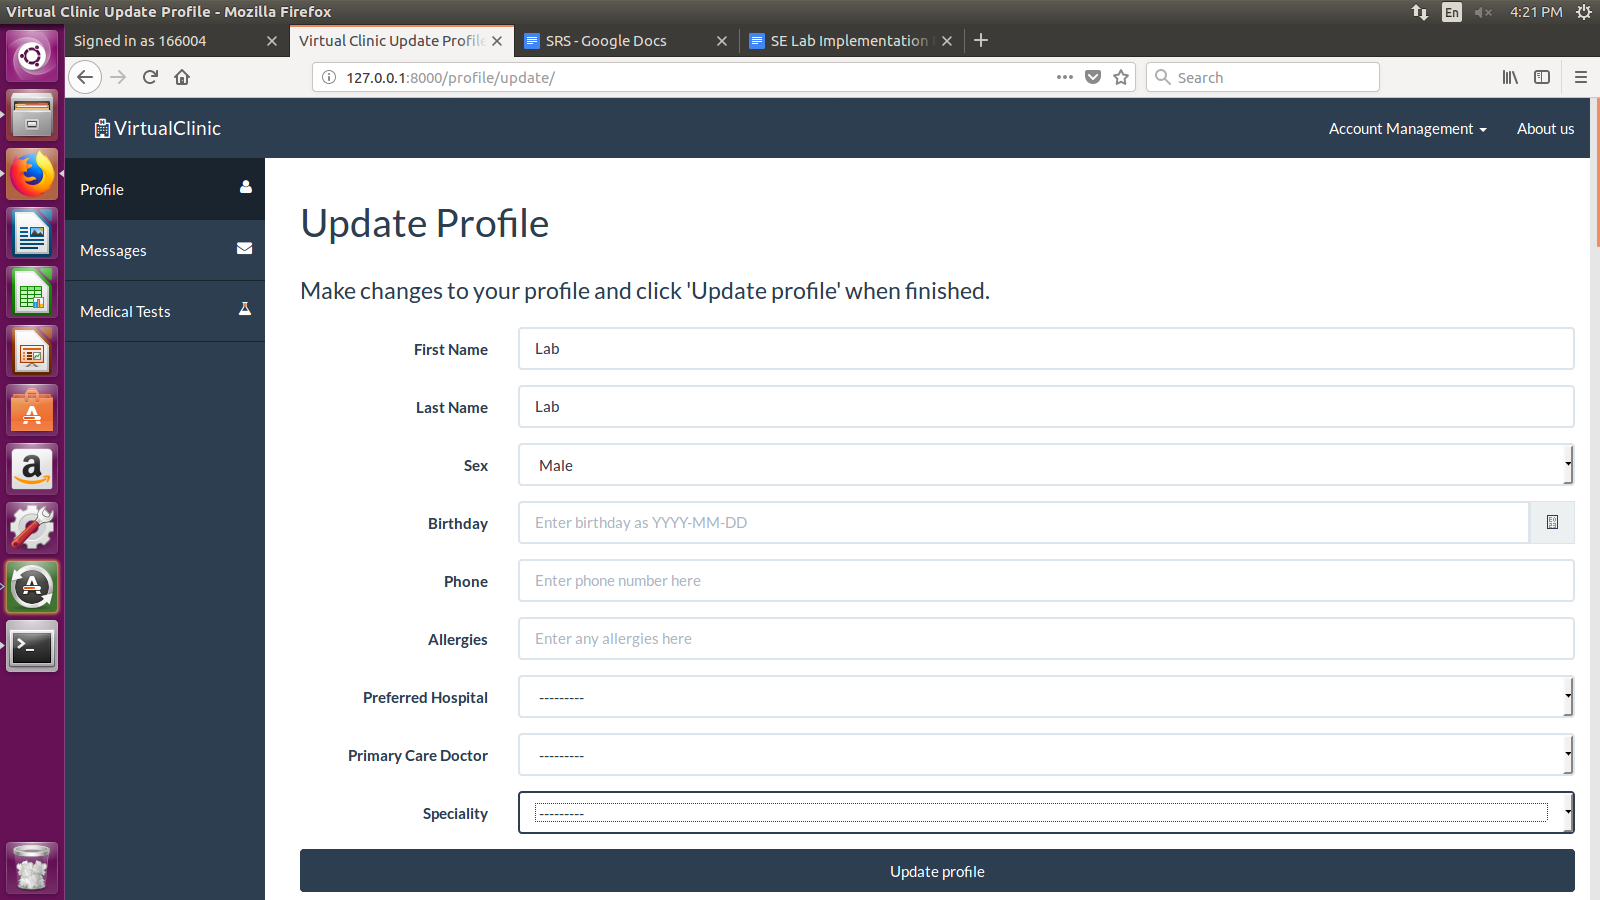 Virtual Clinic Update Profile - Mozilla Firefox
En
4:21 PM
Signed in as 166004
Virtual Clinic Update Profile
SRS - Google Docs
SE Lab Implementation
127.0.0.1:8000/profile/update/
Search
VirtualClinic
Account Management
About us
Profile
Messages
Medical Tests
Update Profile
Make changes to your profile and click 'Update profile' when finished.
First Name
Lab
Last Name
Lab
Sex
Male
Birthday
Enter birthday as YYYY-MM-DD
Phone
Enter phone number here
Allergies
Enter any allergies here
Preferred Hospital
---------
Primary Care Doctor
---------
Speciality
---------
Update profile